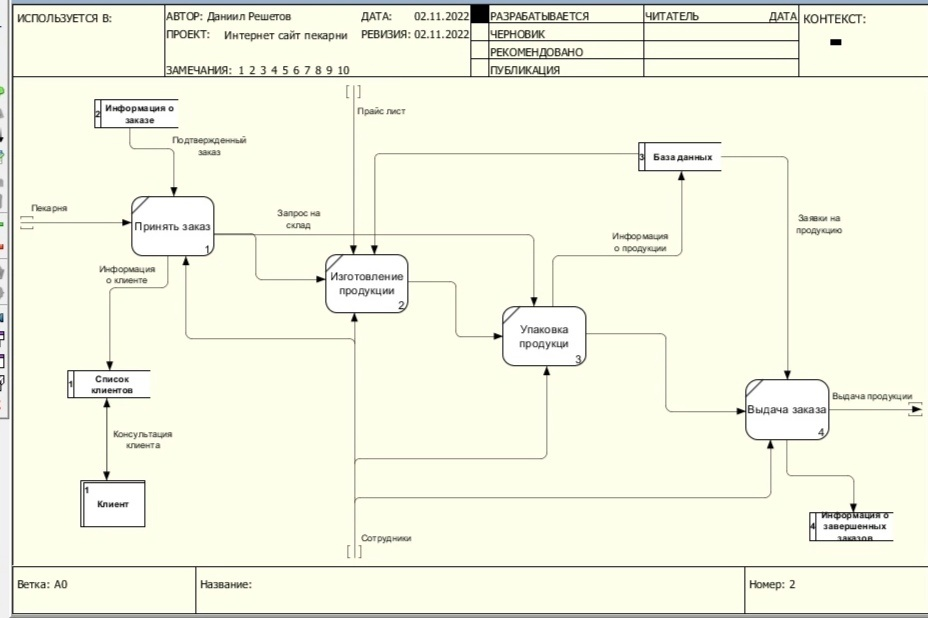 ИСПОЛЬЗУЕТСЯ В:
АВТОР: Даниил Решетов
ДАТА: 02.11.2022
РАЗРАБАТЫВАЕТСЯ
ЧИТАТЕЛЬ
ДАТА
КОНТЕКСТ:
ПРОЕКТ: Интернет сайт пекарни
РЕВИЗИЯ: 02.11.2022
ЧЕРНОВИК
РЕКОМЕНДОВАНО
ЗАМЕЧАНИЯ: 1 2 3 4 5 6 7 8 9 10
ПУБЛИКАЦИЯ
2
Информация о
заказе
Прайс лист
Подтвержденный
заказ
3
База данных
Пекарня
Принять заказ
1
Запрос на
склад
Заявки на
продукцию
Информация
о продукции
Информация
о клиенте
Изготовление
продукции
2
Упаковка
продукци
3
1
Список
клиентов
Выдача заказа
4
Выдача продукции
Консультация
клиента
1
Клиент
4
Информация о
завершенных
заказов
Сотрудники
Ветка: A0
Название:
Номер: 2